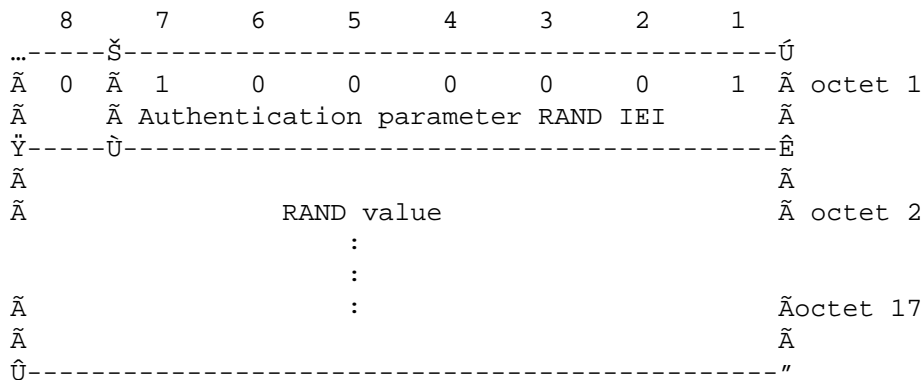 8 7 6 5 4 3 2 1
…-----Š------------------------------------------Ú
Ã 0 Ã 1 0 0 0 0 0 1 Ã octet 1
Ã Ã Authentication parameter RAND IEI Ã
Ÿ-----Ù------------------------------------------Ê
Ã Ã
Ã RAND value Ã octet 2
:
:
Ã : Ãoctet 17
Ã Ã
Û------------------------------------------------″